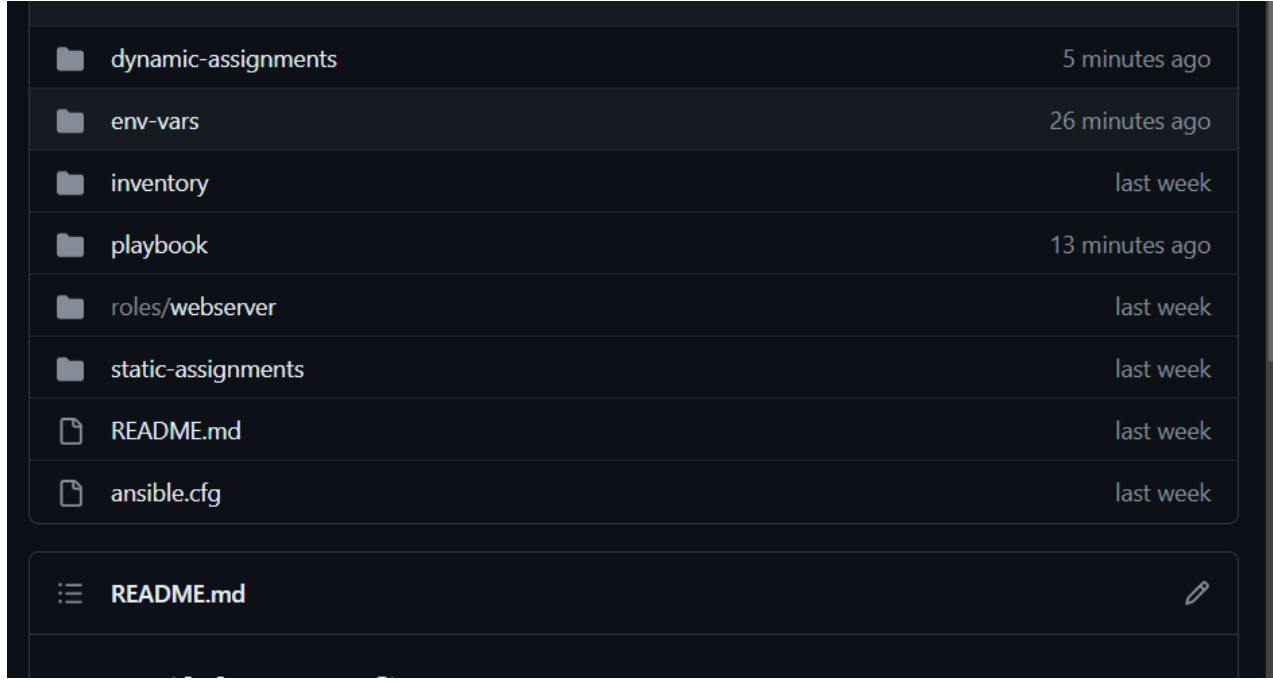 dynamic-assignments 5 minutes ago
env-vars 26 minutes ago
inventory last week
playbook 13 minutes ago
roles/webserver last week
static-assignments last week
README.md last week
ansible.cfg last week
README.md